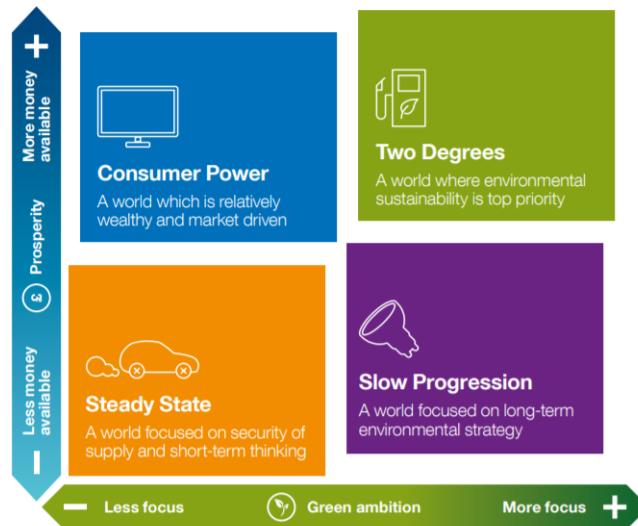 More money
available
Prosperity
£
Less money
available
Consumer Power
A world which is relatively
wealthy and market driven
Two Degrees
A world where environmental
sustainability is top priority
Steady State
A world focused on security of
supply and short-term thinking
Slow Progression
A world focused on long-term
environmental strategy
Less focus
Green ambition
More focus